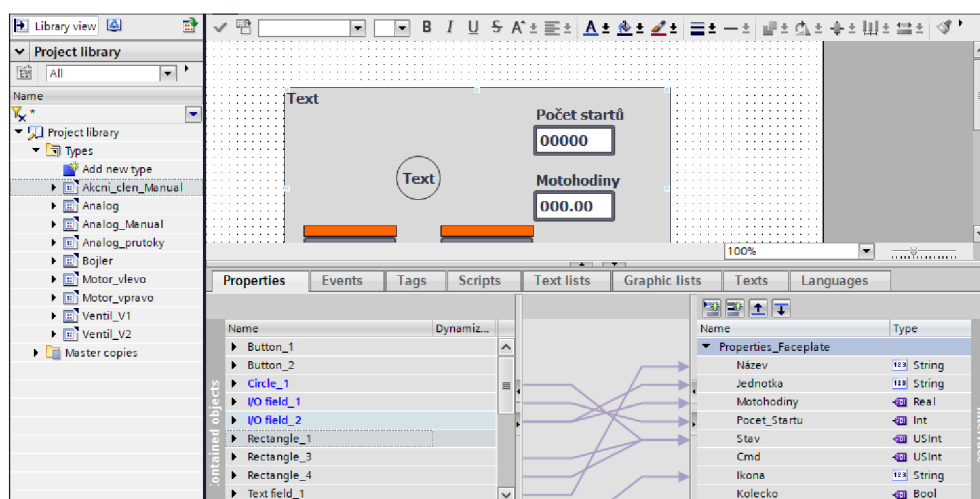 Library view
Project library
All
Name
*
Project library
Types
Add new type
Akcni_clen_Manual
Analog
Analog_Manual
Analog_prutoky
Bojler
Motor_vlevo
Motor_vpravo
Ventil_V1
Ventil_V2
Master copies
B I U S A A
Text
Počet startů
00000
Text
Motohodiny
000.00
100%
Properties Events Tags Scripts Text lists Graphic lists Texts Languages
Contained objects
Name Dynamiz...
Button_1
Button_2
Circle_1
I/O field_1
I/O field_2
Rectangle_1
Rectangle_3
Rectangle_4
Text field_1
Name Type
Properties_Faceplate
Název String
Jednotka String
Motohodiny Real
Pocet_Startu Int
Stav USInt
Cmd USInt
Ikona String
Kolecko Bool